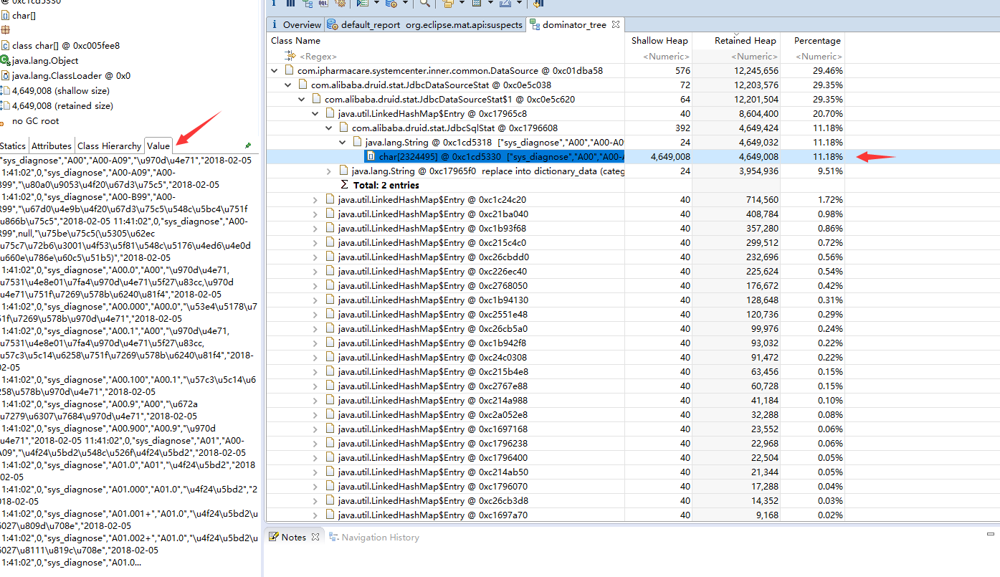 @ 0xc1cd5330
char[]
class char[] @ 0xc005fee8
java.lang.Object
java.lang.ClassLoader @ 0x0
4,649,008 (shallow size)
4,649,008 (retained size)
no GC root
Statics Attributes Class Hierarchy Value
"sys_diagnose","A00","A00-A09","\u970d\u4e71","2018-02-05
1:41:02",0,"sys_diagnose","A00-A09","A00-
B99","\u80a0\u9053\u4f20\u67d3\u75c5","2018-02-05
1:41:02",0,"sys_diagnose","A00-B99","A00-
R99","\u67d0\u4e9b\u4f20\u67d3\u75c5\u548c\u5bc4\u751f
\u866b\u75c5","2018-02-05 11:41:02",0,"sys_diagnose","A00-
R99",null,"\u75be\u75c5(\u5305\u62ec
\u75c7\u72b6\u3001\u4f53\u5f81\u548c\u5176\u4ed6\u4e0d
\u660e\u786e\u60c5\u51b5)","2018-02-05
1:41:02",0,"sys_diagnose","A00.0","A00","\u970d\u4e71,
\u7531\u4e8e01\u7fa4\u970d\u4e71\u5f27\u83cc,\u970d
\u4e71\u751f\u7269\u578b\u6240\u81f4","2018-02-05
1:41:02",0,"sys_diagnose","A00.000","A00.0","\u53e4\u5178\u7
51f\u7269\u578b\u970d\u4e71","2018-02-05
1:41:02",0,"sys_diagnose","A00.1","A00","\u970d\u4e71,
\u7531\u4e8e01\u7fa4\u970d\u4e71\u5f27\u83cc,
\u57c3\u5c14\u6258\u751f\u7269\u578b\u6240\u81f4","2018-
02-05
1:41:02",0,"sys_diagnose","A00.100","A00.1","\u57c3\u5c14\u6
258\u578b\u970d\u4e71","2018-02-05
1:41:02",0,"sys_diagnose","A00.9","A00","\u672a
\u7279\u6307\u7684\u970d\u4e71","2018-02-05
1:41:02",0,"sys_diagnose","A00.900","A00.9","\u970d
\u4e71","2018-02-05 11:41:02",0,"sys_diagnose","A01","A00-
A09","\u4f24\u5bd2\u548c\u526f\u4f24\u5bd2","2018-02-05
1:41:02",0,"sys_diagnose","A01.0","A01","\u4f24\u5bd2","2018
-02-05
1:41:02",0,"sys_diagnose","A01.000","A01.0","\u4f24\u5bd2","2
018-02-05
1:41:02",0,"sys_diagnose","A01.001+","A01.0","\u4f24\u5bd2\u
6027\u809d\u708e","2018-02-05
1:41:02",0,"sys_diagnose","A01.002+","A01.0","\u4f24\u5bd2\u
6027\u8111\u819c\u708e","2018-02-05
1:41:02",0,"sys_diagnose","A01.0...
Overview default_report org.eclipse.mat.api:suspects dominator_tree
Class Name Shallow Heap Retained Heap Percentage
<Regex> <Numeric> <Numeric> <Numeric>
com.ipharmacare.systemcenter.inner.common.DataSource @ 0xc01dba58 576 12,245,656 29.46%
com.alibaba.druid.stat.JdbcDataSourceStat @ 0xc0e5c038 72 12,203,576 29.35%
com.alibaba.druid.stat.JdbcDataSourceStat$1 @ 0xc0e5c620 64 12,201,504 29.35%
java.util.LinkedHashMap$Entry @ 0xc17965c8 40 8,604,400 20.70%
com.alibaba.druid.stat.JdbcSqlStat @ 0xc1796608 392 4,649,424 11.18%
java.lang.String @ 0xc1cd5318 ["sys_diagnose","A00","A00-A0 24 4,649,032 11.18%
char[2324495] @ 0xc1cd5330 ["sys_diagnose","A00","A00-A 4,649,008 4,649,008 11.18%
java.lang.String @ 0xc17965f0 replace into dictionary_data (categ 24 3,954,936 9.51%
Σ Total: 2 entries
java.util.LinkedHashMap$Entry @ 0xc1c24c20 40 714,560 1.72%
java.util.LinkedHashMap$Entry @ 0xc21ba040 40 408,784 0.98%
java.util.LinkedHashMap$Entry @ 0xc1b93f68 40 357,280 0.86%
java.util.LinkedHashMap$Entry @ 0xc215c4c0 40 299,512 0.72%
java.util.LinkedHashMap$Entry @ 0xc26cbdd0 40 232,696 0.56%
java.util.LinkedHashMap$Entry @ 0xc226ec40 40 225,624 0.54%
java.util.LinkedHashMap$Entry @ 0xc2768050 40 176,672 0.42%
java.util.LinkedHashMap$Entry @ 0xc1b94130 40 128,648 0.31%
java.util.LinkedHashMap$Entry @ 0xc2551e48 40 120,736 0.29%
java.util.LinkedHashMap$Entry @ 0xc26cb5a0 40 99,976 0.24%
java.util.LinkedHashMap$Entry @ 0xc1b942f8 40 93,032 0.22%
java.util.LinkedHashMap$Entry @ 0xc24c0308 40 91,472 0.22%
java.util.LinkedHashMap$Entry @ 0xc215b4e8 40 63,456 0.15%
java.util.LinkedHashMap$Entry @ 0xc2767e88 40 60,728 0.15%
java.util.LinkedHashMap$Entry @ 0xc214a988 40 41,184 0.10%
java.util.LinkedHashMap$Entry @ 0xc2a052e8 40 32,288 0.08%
java.util.LinkedHashMap$Entry @ 0xc1697168 40 23,552 0.06%
java.util.LinkedHashMap$Entry @ 0xc1796238 40 22,968 0.06%
java.util.LinkedHashMap$Entry @ 0xc1796400 40 22,504 0.05%
java.util.LinkedHashMap$Entry @ 0xc214ab50 40 21,344 0.05%
java.util.LinkedHashMap$Entry @ 0xc1796070 40 17,288 0.04%
java.util.LinkedHashMap$Entry @ 0xc26cb3d8 40 14,352 0.03%
java.util.LinkedHashMap$Entry @ 0xc1697a70 40 9,168 0.02%
Notes Navigation History